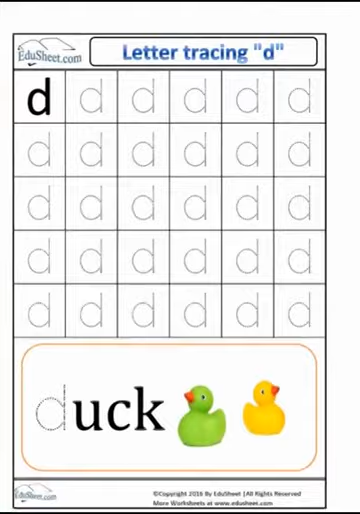 EduSheet.com
Letter tracing "d"
d d d d d d
d d d d d d
d d d d d d
d d d d d d
d d d d d d
duck
EduSheet.com
©Copyright 2016 By EduSheet |All Rights Reserved
More Worksheets at www.edusheet.com